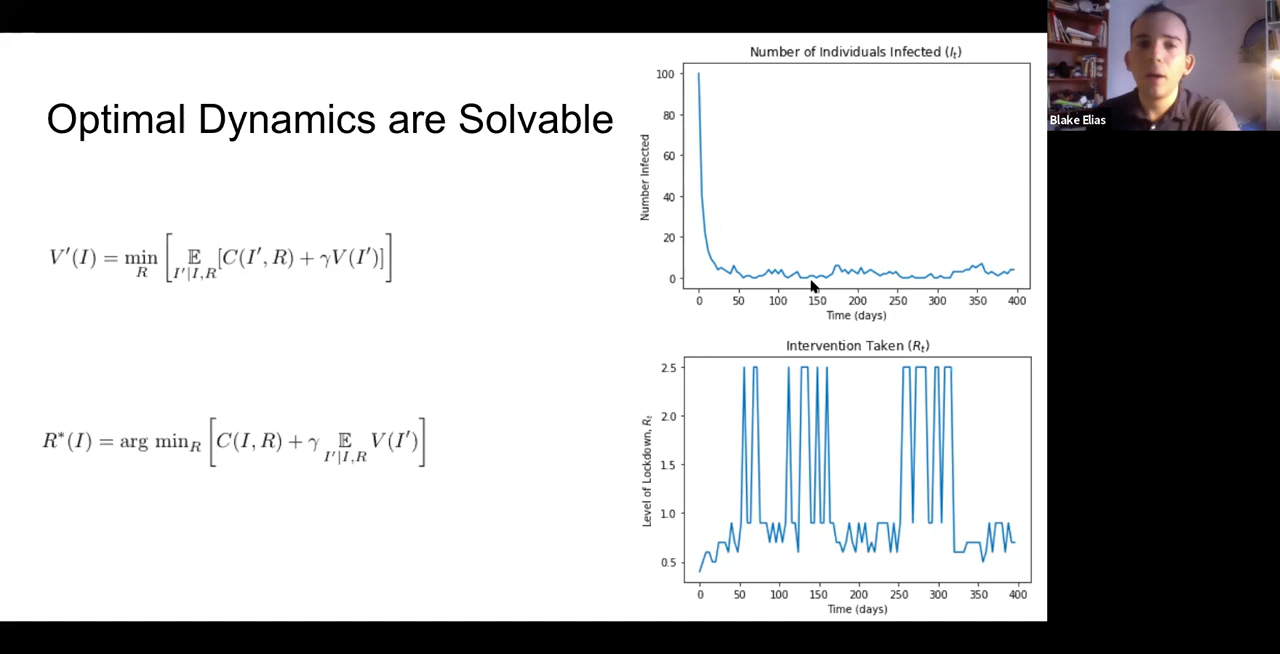 Optimal Dynamics are Solvable
V′(I) = min_R [ 𝔼_{I′|I,R} [C(I′, R) + γV(I′)] ]
R*(I) = arg min_R [ C(I, R) + γ 𝔼_{I′|I,R} V(I′) ]
Number of Individuals Infected (I_t)
Number Infected
100
80
60
40
20
0
0 50 100 150 200 250 300 350 400
Time (days)
Intervention Taken (R_t)
Level of Lockdown, R_t
2.5
2.0
1.5
1.0
0.5
0 50 100 150 200 250 300 350 400
Time (days)
Blake Elias